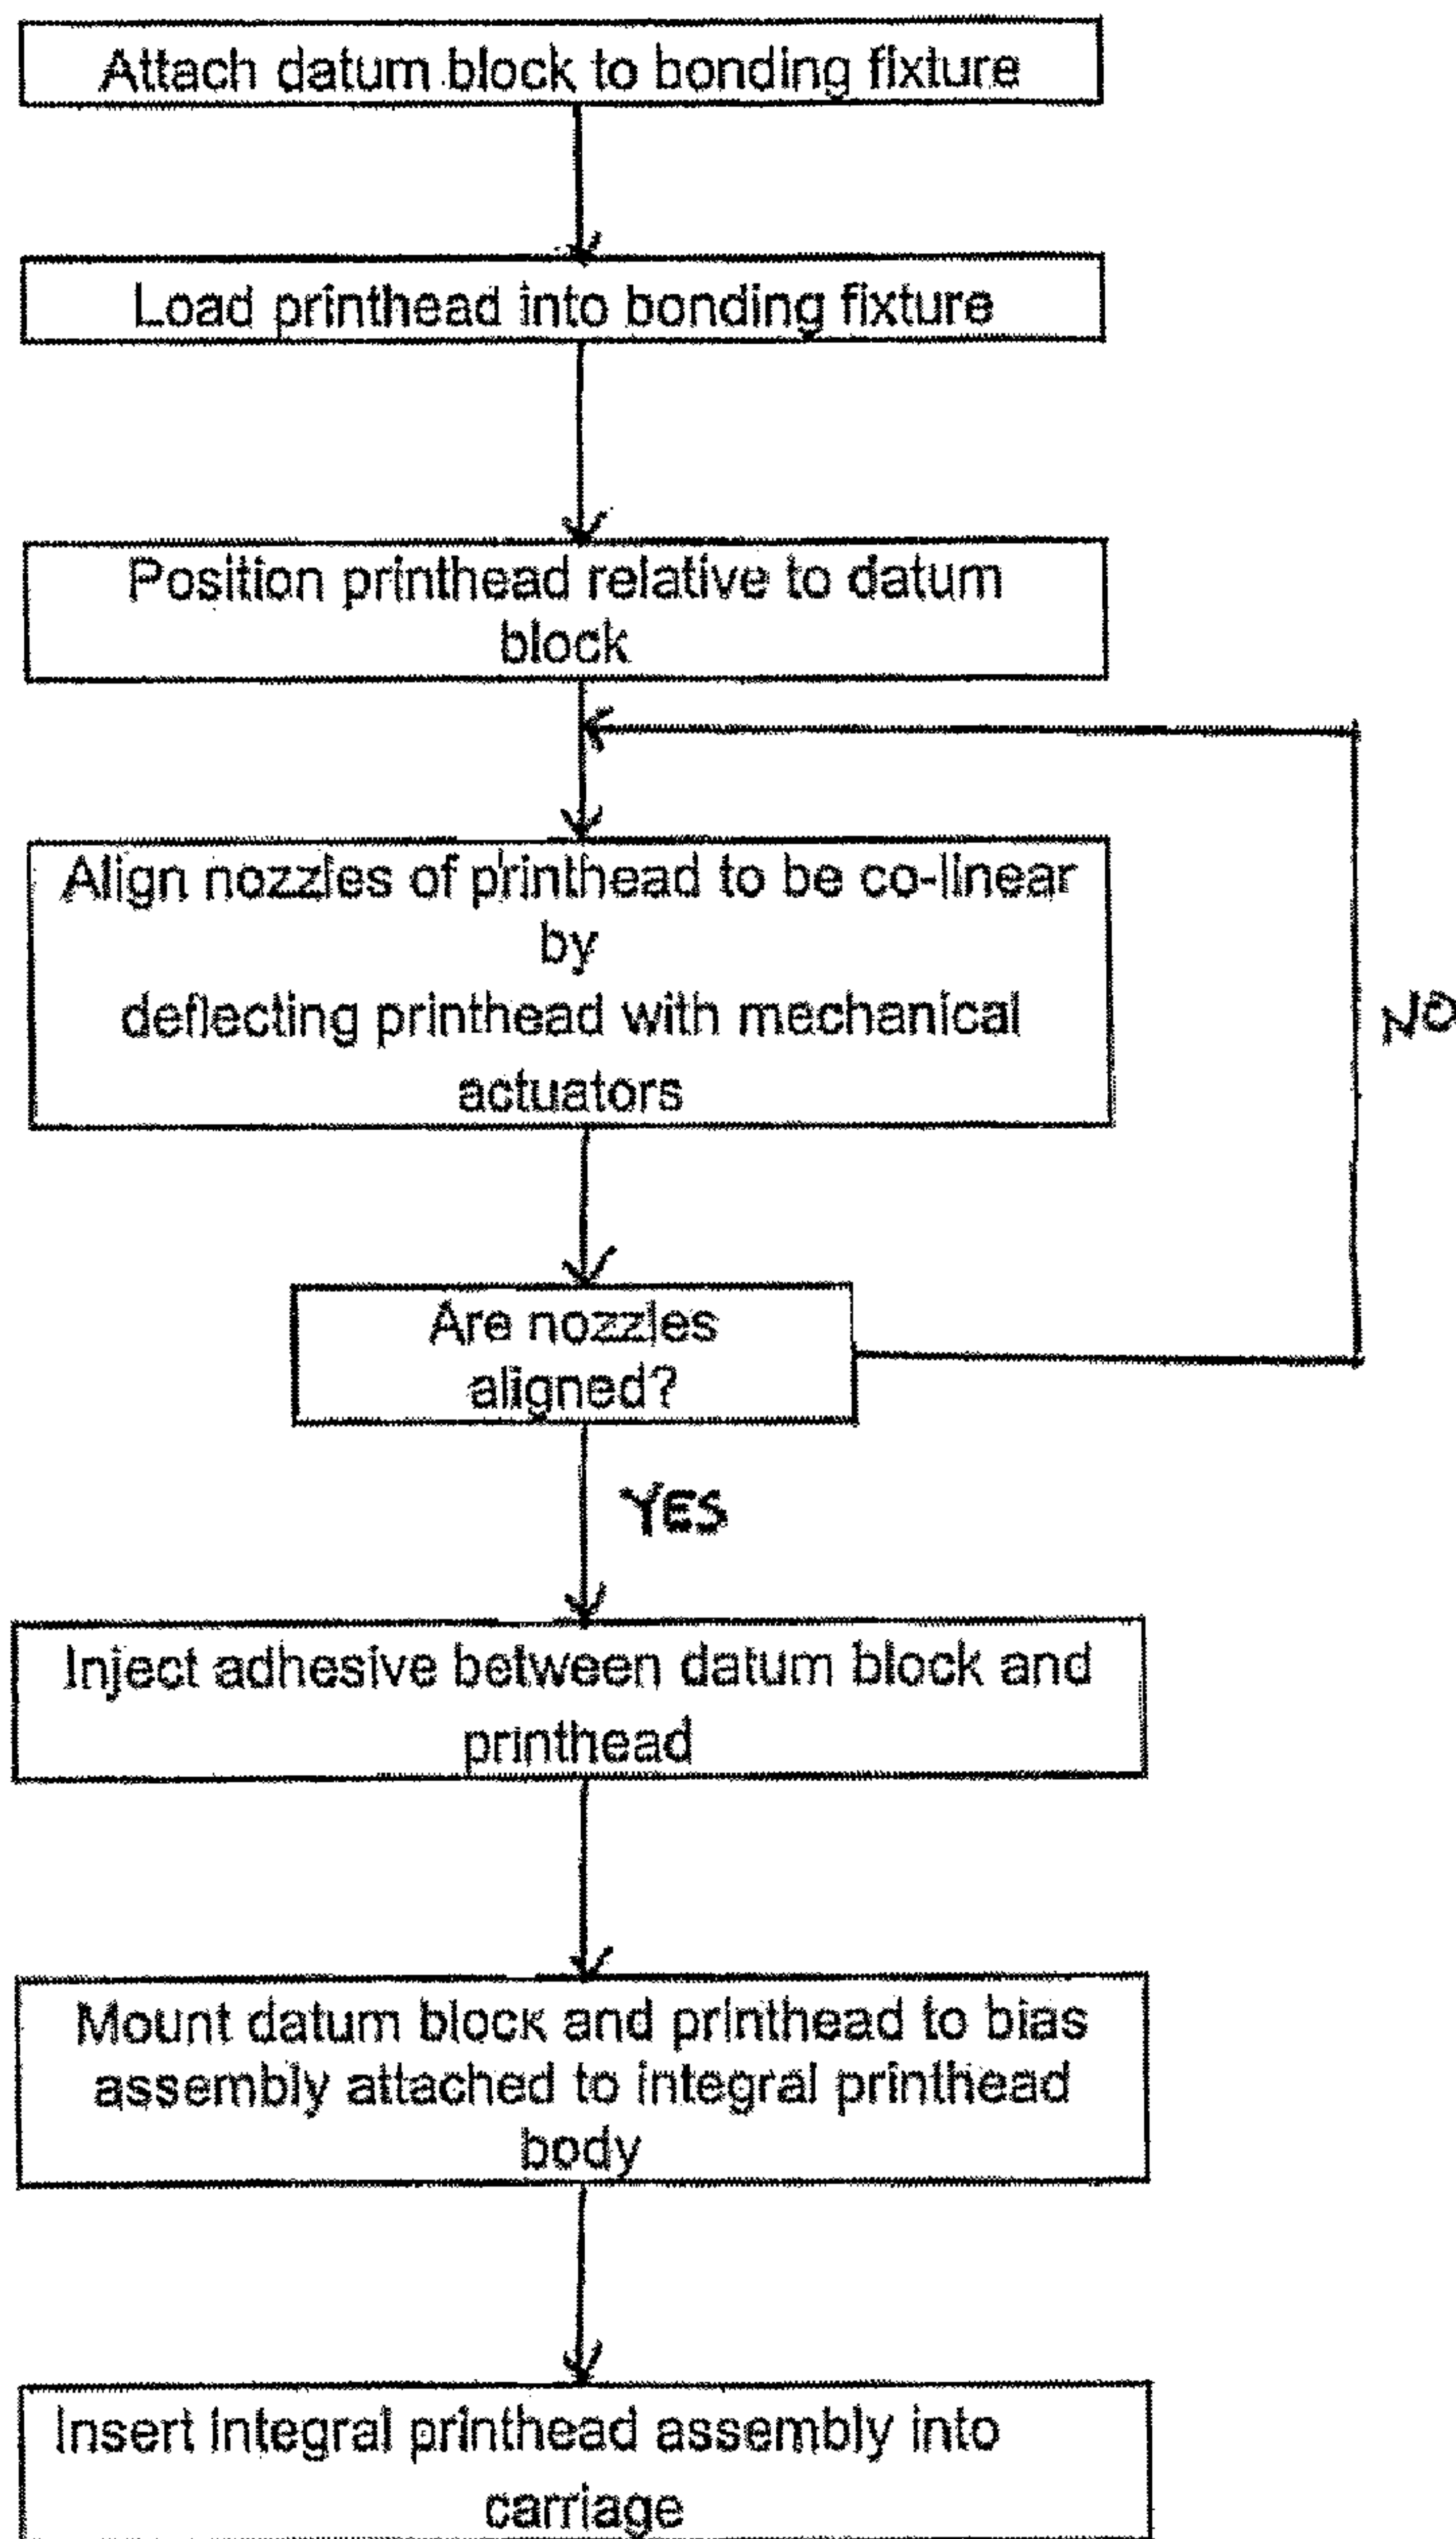 Attach datum block to bonding fixture
Load printhead into bonding fixture
Position printhead relative to datum
block
Align nozzles of printhead to be co-linear
by
deflecting printhead with mechanical
actuators
NO
Are nozzles
aligned?
YES
Inject adhesive between datum block and
printhead
Mount datum block and printhead to bias
assembly attached to integral printhead
body
Insert integral printhead assembly into
carriage